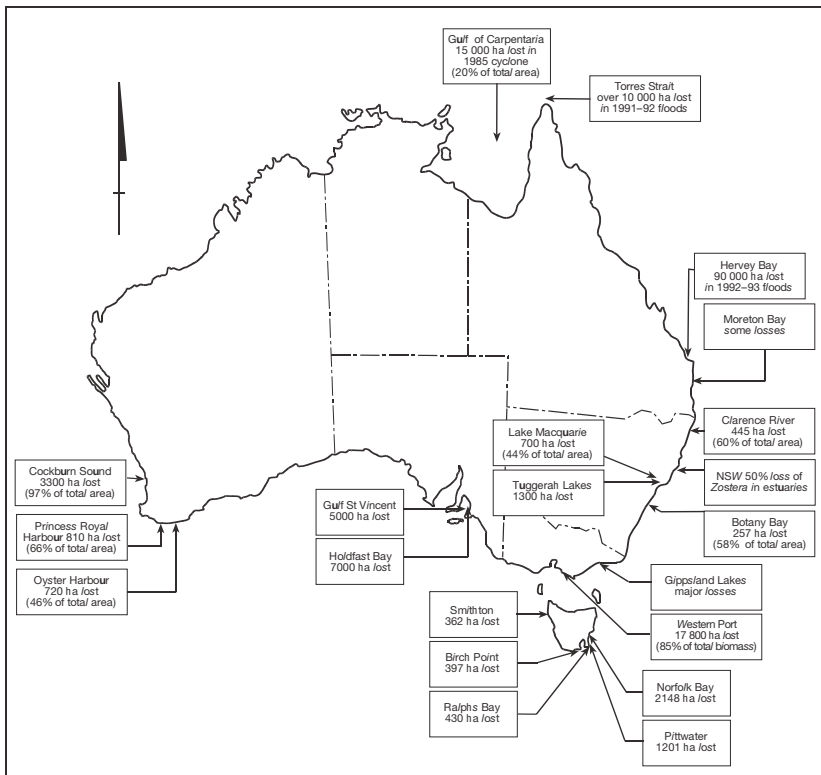 Gulf of Carpentaria
15 000 ha lost in
1985 cyclone
(20% of total area)
Torres Strait
over 10 000 ha lost
in 1991–92 floods
Hervey Bay
90 000 ha lost
in 1992–93 floods
Moreton Bay
some losses
Clarence River
445 ha lost
(60% of total area)
Lake Macquarie
700 ha lost
(44% of total area)
NSW 50% loss of
Zostera in estuaries
Tuggerah Lakes
1300 ha lost
Botany Bay
257 ha lost
(58% of total area)
Cockburn Sound
3300 ha lost
(97% of total area)
Princess Royal
Harbour 810 ha lost
(66% of total area)
Oyster Harbour
720 ha lost
(46% of total area)
Gulf St Vincent
5000 ha lost
Holdfast Bay
7000 ha lost
Gippsland Lakes
major losses
Western Port
17 800 ha lost
(85% of total biomass)
Smithton
362 ha lost
Birch Point
397 ha lost
Ralphs Bay
430 ha lost
Norfolk Bay
2148 ha lost
Pittwater
1201 ha lost